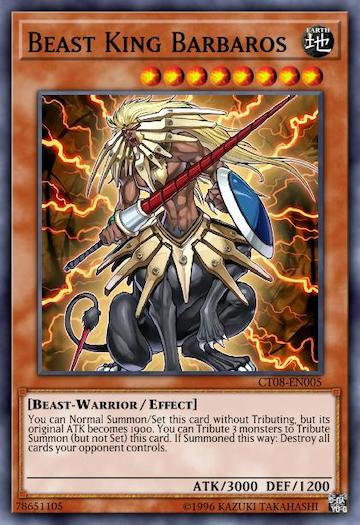 Beast King Barbaros
EARTH
地
CT08-EN005
[Beast-Warrior / Effect]
You can Normal Summon/Set this card without Tributing, but its
original ATK becomes 1900. You can Tribute 3 monsters to Tribute
Summon (but not Set) this card. If Summoned this way: Destroy all
cards your opponent controls.
ATK/3000 DEF/1200
78651105
©1996 KAZUKI TAKAHASHI